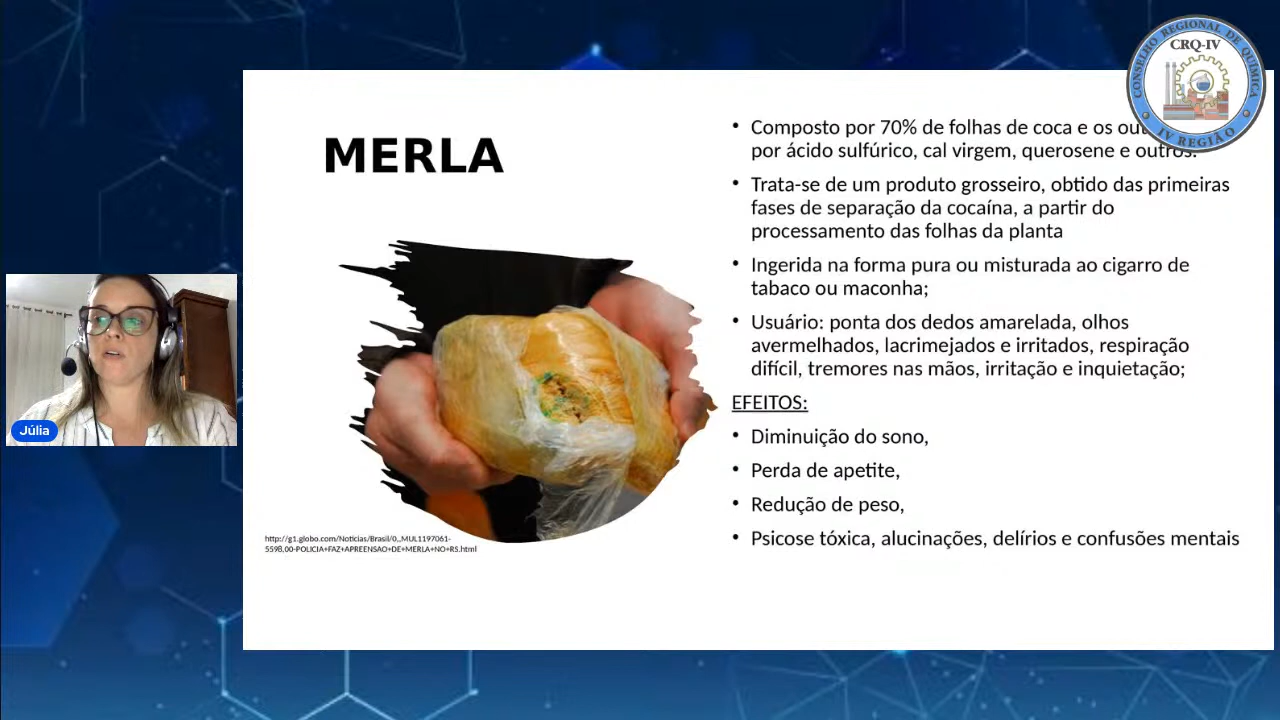 CONSELHO REGIONAL DE QUÍMICA
CRQ-IV
IV REGIÃO
MERLA
• Composto por 70% de folhas de coca e os
por ácido sulfúrico, cal virgem, querosene e outros.
• Trata-se de um produto grosseiro, obtido das primeiras
fases de separação da cocaína, a partir do
processamento das folhas da planta
• Ingerida na forma pura ou misturada ao cigarro de
tabaco ou maconha;
• Usuário: ponta dos dedos amarelada, olhos
avermelhados, lacrimejados e irritados, respiração
difícil, tremores nas mãos, irritação e inquietação;
EFEITOS:
• Diminuição do sono,
• Perda de apetite,
• Redução de peso,
• Psicose tóxica, alucinações, delírios e confusões mentais
http://g1.globo.com/Noticias/Brasil/0,,MUL1197061-
5598,00-POLICIA+FAZ+APREENSAO+DE+MERLA+NO+RS.html
Júlia